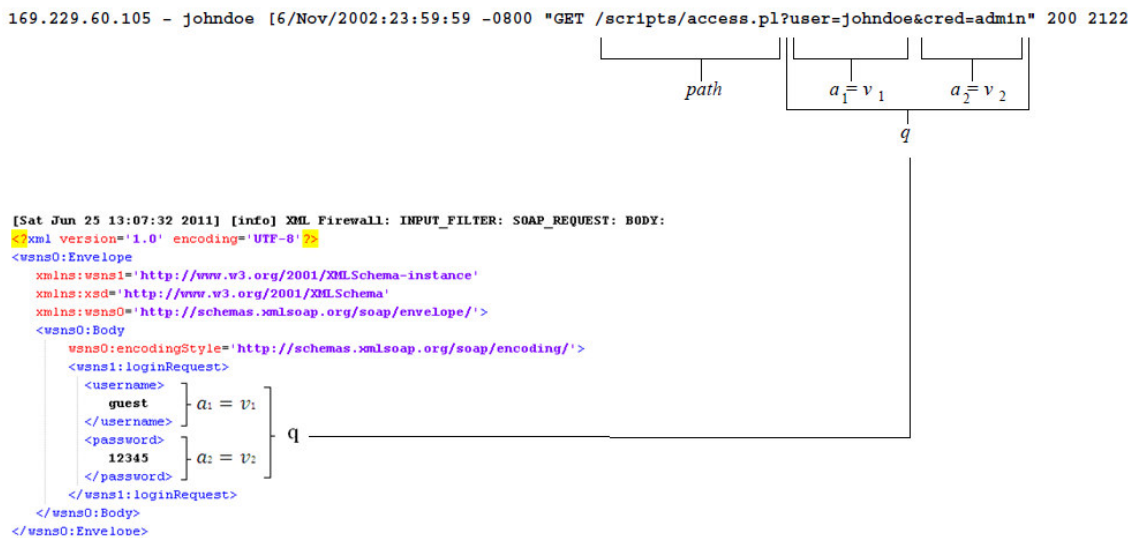 169.229.60.105 - johndoe [6/Nov/2002:23:59:59 -0800 "GET /scripts/access.pl?user=johndoe&cred=admin" 200 2122
path
a1= v1
a2= v2
q
[Sat Jun 25 13:07:32 2011] [info] XML Firewall: INPUT_FILTER: SOAP_REQUEST: BODY:
<?xml version='1.0' encoding='UTF-8'?>
<wsns0:Envelope
xmlns:wsns1='http://www.w3.org/2001/XMLSchema-instance'
xmlns:xsd='http://www.w3.org/2001/XMLSchema'
xmlns:wsns0='http://schemas.xmlsoap.org/soap/envelope/'>
<wsns0:Body
wsns0:encodingStyle='http://schemas.xmlsoap.org/soap/encoding/'>
<wsns1:loginRequest>
<username>
guest
a1 = v1
</username>
<password>
q
12345
a2 = v2
</password>
</wsns1:loginRequest>
</wsns0:Body>
</wsns0:Envelope>